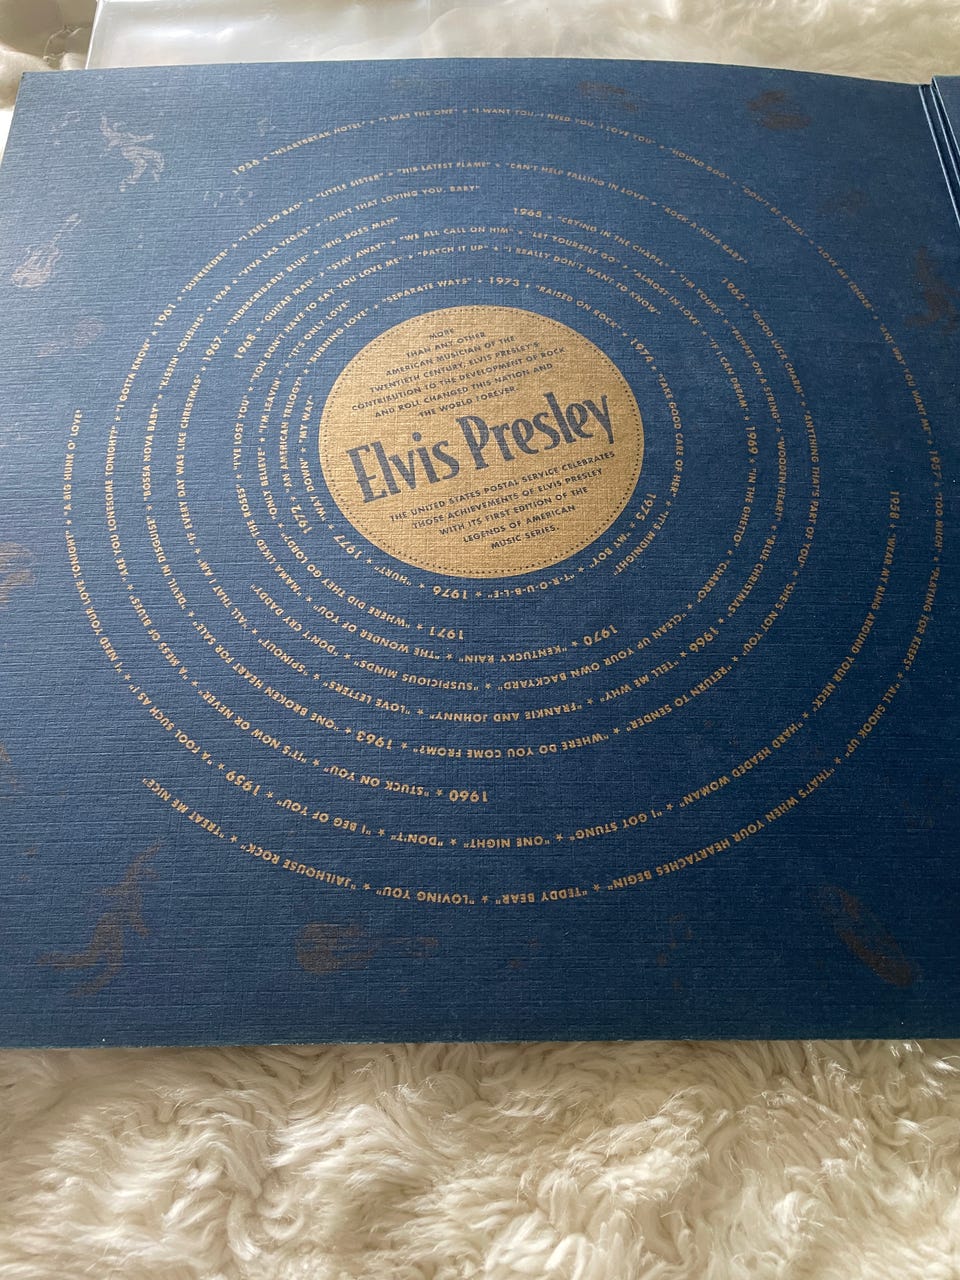 1956 ★ "HEARTBREAK HOTEL" ★ "I WAS THE ONE" ★ "I WANT YOU, I NEED YOU, I LOVE YOU" ★ "HOUND DOG" ★ "DON'T BE CRUEL" ★ "LOVE ME TENDER" ★ "ANYWAY YOU WANT ME" ★ 1957 ★ "TOO MUCH" ★ "PLAYING FOR KEEPS" ★ "ALL SHOOK UP" ★ "THAT'S WHEN YOUR HEARTACHES BEGIN" ★ "TEDDY BEAR" ★ "LOVING YOU" ★ "JAILHOUSE ROCK" ★ "TREAT ME NICE"
1958 ★ "WEAR MY RING AROUND YOUR NECK" ★ "HARD HEADED WOMAN" ★ "I GOT STUNG" ★ "ONE NIGHT" ★ "DON'T" ★ "I BEG OF YOU" ★ 1959 ★ "A FOOL SUCH AS I" ★ "I NEED YOUR LOVE TONIGHT" ★ "A BIG HUNK O' LOVE"
1960 ★ "STUCK ON YOU" ★ "IT'S NOW OR NEVER" ★ "A MESS OF BLUES" ★ "ARE YOU LONESOME TONIGHT?" ★ "I GOTTA KNOW" ★ 1961 ★ "SURRENDER" ★ "I FEEL SO BAD" ★ "LITTLE SISTER" ★ "HIS LATEST FLAME" ★ "CAN'T HELP FALLING IN LOVE" ★ "ROCK-A-HULA BABY"
1962 ★ "GOOD LUCK CHARM" ★ "ANYTHING THAT'S PART OF YOU" ★ "SHE'S NOT YOU" ★ "RETURN TO SENDER" ★ "WHERE DO YOU COME FROM?" ★ 1963 ★ "ONE BROKEN HEART FOR SALE" ★ "DEVIL IN DISGUISE" ★ "BOSSA NOVA BABY" ★ "KISSIN' COUSINS" ★ 1964 ★ "VIVA LAS VEGAS" ★ "AIN'T THAT LOVING YOU, BABY"
1965 ★ "CRYING IN THE CHAPEL" ★ "I'M YOURS" ★ "PUPPET ON A STRING" ★ "WOODEN HEART" ★ "BLUE CHRISTMAS" ★ 1966 ★ "TELL ME WHY" ★ "FRANKIE AND JOHNNY" ★ "LOVE LETTERS" ★ "SPINOUT" ★ "ALL THAT I AM" ★ "IF EVERY DAY WAS LIKE CHRISTMAS" ★ 1967 ★ "INDESCRIBABLY BLUE" ★ "BIG BOSS MAN"
1968 ★ "GUITAR MAN" ★ "STAY AWAY" ★ "WE ALL CALL ON HIM" ★ "LET YOURSELF GO" ★ "ALMOST IN LOVE" ★ "IF I CAN DREAM" ★ 1969 ★ "IN THE GHETTO" ★ "CHARRO" ★ "CLEAN UP YOUR OWN BACKYARD" ★ "SUSPICIOUS MINDS" ★ "DON'T CRY DADDY"
1970 ★ "KENTUCKY RAIN" ★ "THE WONDER OF YOU" ★ "MAMA LIKED THE ROSES" ★ "I'VE LOST YOU" ★ "YOU DON'T HAVE TO SAY YOU LOVE ME" ★ "PATCH IT UP" ★ "I REALLY DON'T WANT TO KNOW"
1971 ★ "WHERE DID THEY GO LORD" ★ "ONLY BELIEVE" ★ "I'M LEAVIN'" ★ "IT'S ONLY LOVE"
1972 ★ "AN AMERICAN TRILOGY" ★ "BURNING LOVE" ★ "SEPARATE WAYS" ★ 1973 ★ "RAISED ON ROCK" ★ 1974 ★ "TAKE GOOD CARE OF HER" ★ "IT'S MIDNIGHT"
1975 ★ "MY BOY" ★ "T-R-O-U-B-L-E" ★ 1976 ★ "HURT" ★ 1977 ★ "WAY DOWN" ★ "MY WAY"
MORE
THAN ANY OTHER
AMERICAN MUSICIAN OF THE
TWENTIETH CENTURY, ELVIS PRESLEY'S
CONTRIBUTION TO THE DEVELOPMENT OF ROCK
AND ROLL CHANGED THIS NATION AND
THE WORLD FOREVER.
Elvis Presley
THE UNITED STATES POSTAL SERVICE CELEBRATES
THOSE ACHIEVEMENTS OF ELVIS PRESLEY
WITH ITS FIRST EDITION OF THE
LEGENDS OF AMERICAN
MUSIC SERIES.